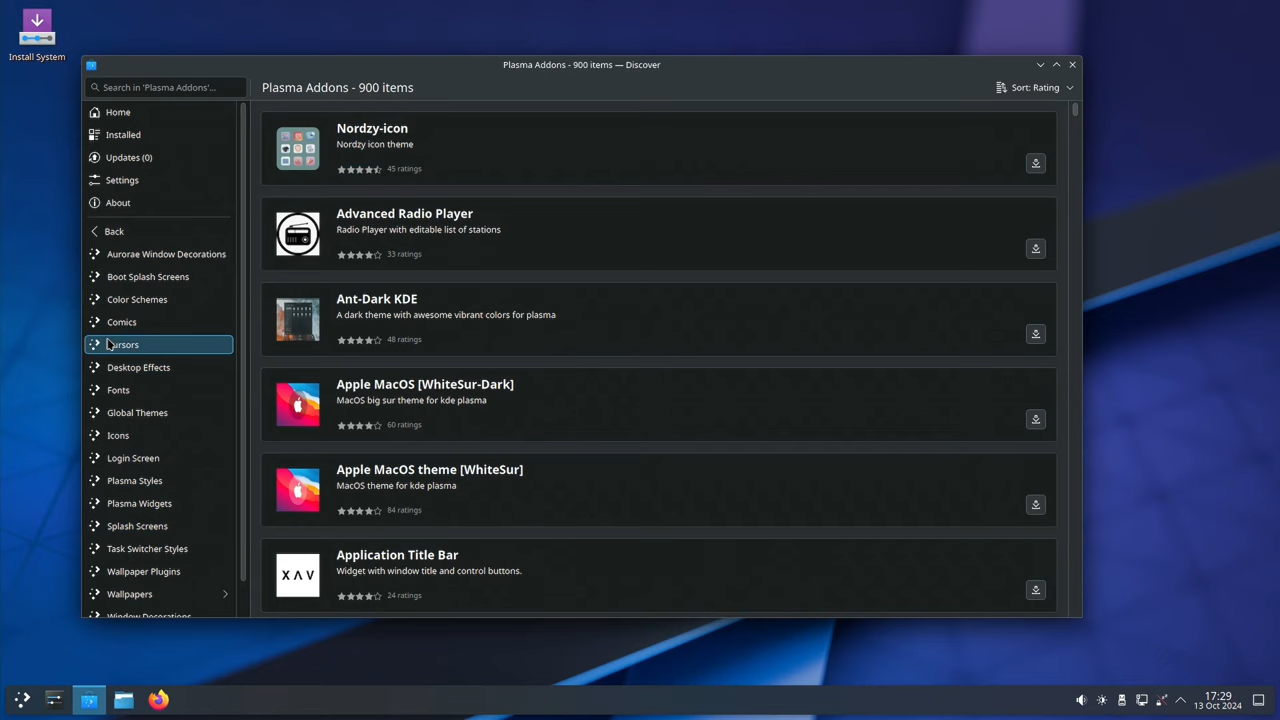 Install System
Plasma Addons - 900 items — Discover
Search in 'Plasma Addons'...
Plasma Addons - 900 items
Sort: Rating
Home
Installed
Updates (0)
Settings
About
Back
Aurorae Window Decorations
Boot Splash Screens
Color Schemes
Comics
Cursors
Desktop Effects
Fonts
Global Themes
Icons
Login Screen
Plasma Styles
Plasma Widgets
Splash Screens
Task Switcher Styles
Wallpaper Plugins
Wallpapers
Window Decorations
Nordzy-icon
Nordzy icon theme
45 ratings
Advanced Radio Player
Radio Player with editable list of stations
33 ratings
Ant-Dark KDE
A dark theme with awesome vibrant colors for plasma
48 ratings
Apple MacOS [WhiteSur-Dark]
MacOS big sur theme for kde plasma
60 ratings
Apple MacOS theme [WhiteSur]
MacOS theme for kde plasma
84 ratings
X Λ V
Application Title Bar
Widget with window title and control buttons.
24 ratings
17:29
13 Oct 2024